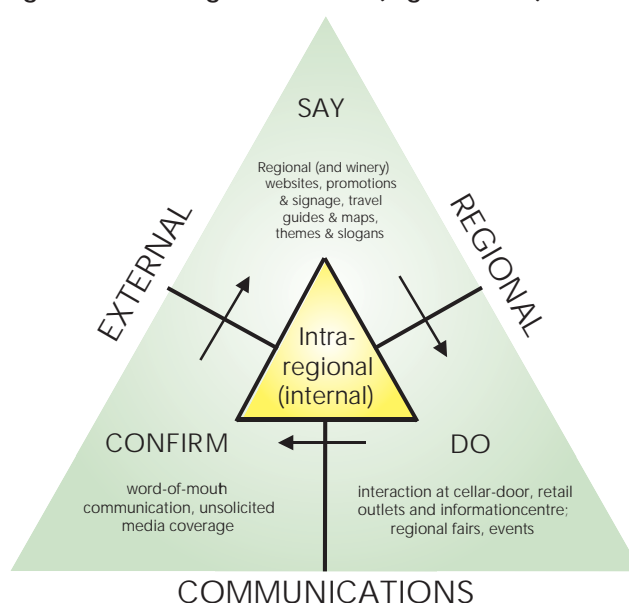 SAY
Regional (and winery)
websites, promotions
& signage, travel
guides & maps,
themes & slogans
EXTERNAL
REGIONAL
Intra-
regional
(internal)
CONFIRM
word-of-mouth
communication, unsolicited
media coverage
DO
interaction at cellar-door, retail
outlets and informationcentre;
regional fairs, events
COMMUNICATIONS